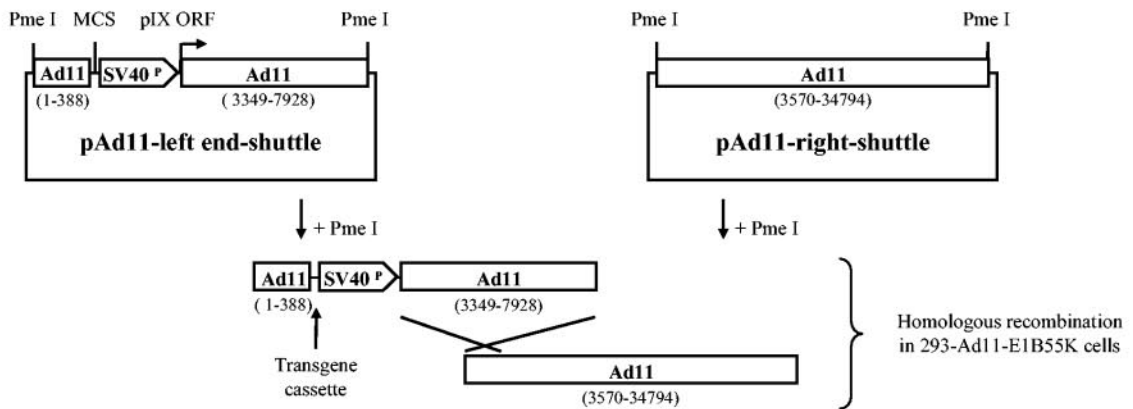 Pme I MCS pIX ORF Pme I
Ad11 SV40 P Ad11
(1-388) ( 3349-7928)
pAd11-left end-shuttle
Pme I Pme I
Ad11
(3570-34794)
pAd11-right-shuttle
+ Pme I
+ Pme I
Ad11 SV40 P Ad11
( 1-388) (3349-7928)
Transgene
cassette
Ad11
(3570-34794)
Homologous recombination
in 293-Ad11-E1B55K cells